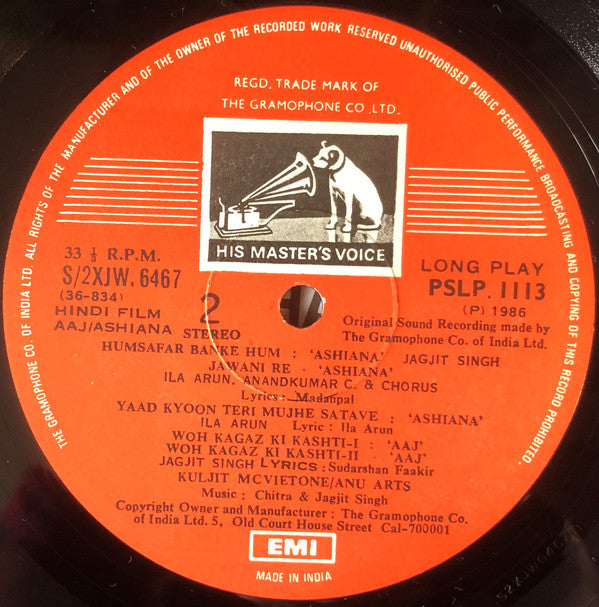 THE GRAMOPHONE CO. OF INDIA LTD. ALL RIGHTS OF THE MANUFACTURER AND OF THE OWNER OF THE RECORDED WORK RESERVED UNAUTHORISED PUBLIC PERFORMANCE BROADCASTING AND COPYING OF THIS RECORD PROHIBITED.
REGD. TRADE MARK OF
THE GRAMOPHONE CO. LTD.
HIS MASTER'S VOICE
33 ⅓ R.P.M.
S/2XJW. 6467
(36-834)
HINDI FILM
AAJ/ASHIANA
2
STEREO
LONG PLAY
PSLP. 1113
(P) 1986
Original Sound Recording made by
The Gramophone Co. of India Ltd.
HUMSAFAR BANKE HUM : 'ASHIANA' JAGJIT SINGH
JAWANI RE - 'ASHIANA'
ILA ARUN, ANANDKUMAR C. & CHORUS
Lyrics : Madanpal
YAAD KYOON TERI MUJHE SATAVE : 'ASHIANA'
ILA ARUN Lyric : Ila Arun
WOH KAGAZ KI KASHTI-I : 'AAJ'
WOH KAGAZ KI KASHTI-II - 'AAJ'
JAGJIT SINGH LYRICS : Sudarshan Faakir
KULJIT MCVIETONE/ANU ARTS
Music : Chitra & Jagjit Singh
Copyright Owner and Manufacturer : The Gramophone Co.
of India Ltd. 5, Old Court House Street Cal-700001
EMI
MADE IN INDIA